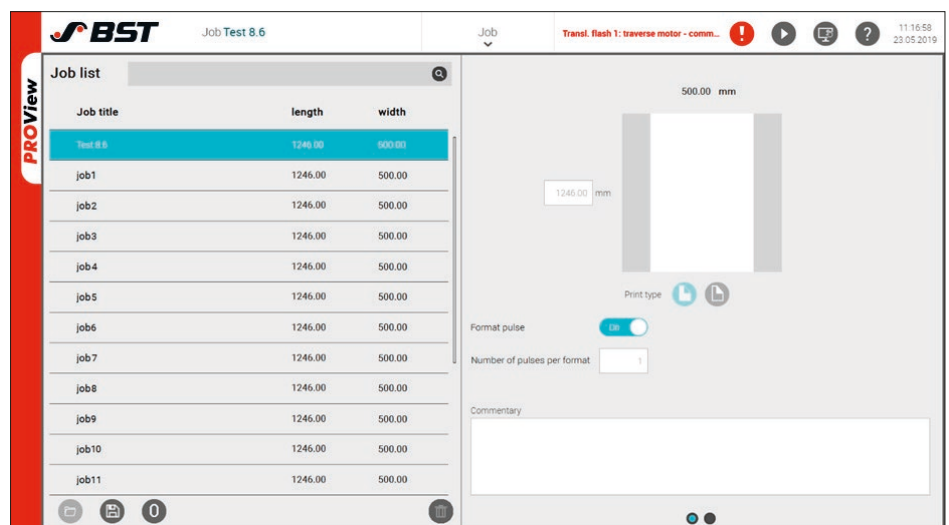 BST Job Test 8.6 Job Transl. flash 1: traverse motor - comm... ! ? 11:16:58
23.05.2019
PROView
Job list
Job title length width
Test 8.6 1246.00 500.00
job1 1246.00 500.00
job2 1246.00 500.00
job3 1246.00 500.00
job4 1246.00 500.00
job5 1246.00 500.00
job6 1246.00 500.00
job7 1246.00 500.00
job8 1246.00 500.00
job9 1246.00 500.00
job10 1246.00 500.00
job11 1246.00 500.00
0
500.00 mm
1246.00 mm
Print type
Format pulse On
Number of pulses per format 1
Commentary